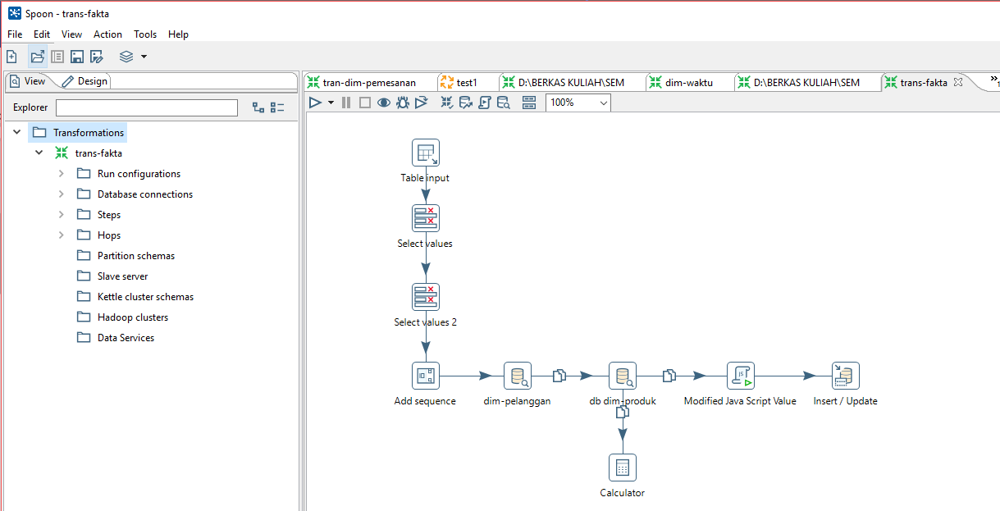 Spoon - trans-fakta
File Edit View Action Tools Help
View Design
tran-dim-pemesanan test1 D:\BERKAS KULIAH\SEM dim-waktu D:\BERKAS KULIAH\SEM trans-fakta »1
Explorer
100%
Transformations
trans-fakta
Run configurations
Database connections
Steps
Hops
Partition schemas
Slave server
Kettle cluster schemas
Hadoop clusters
Data Services
Table input
Select values
Select values 2
Add sequence dim-pelanggan db dim-produk Modified Java Script Value Insert / Update
Calculator